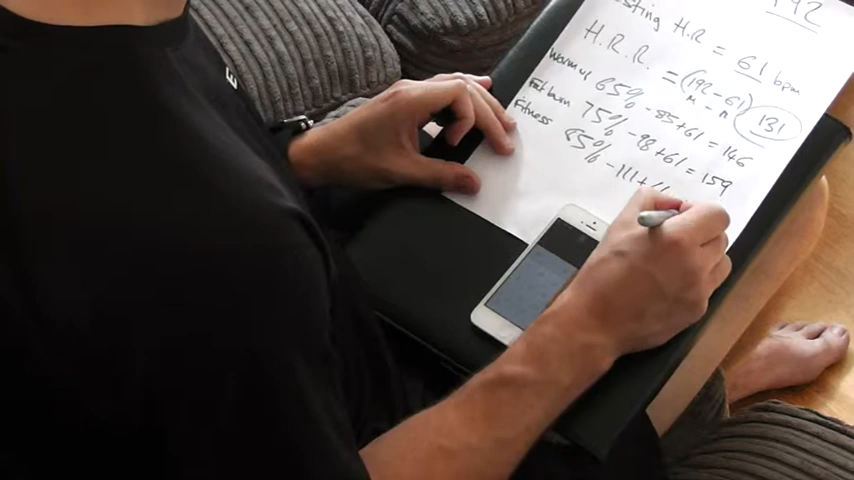 192
Resting H.R = 61 bpm
H.R.R. = (192-61) 131
Warm up 65% - 85+61 = 146
Fat burn 75% - 98+61 = 159
Fitness 85% - 111+
E